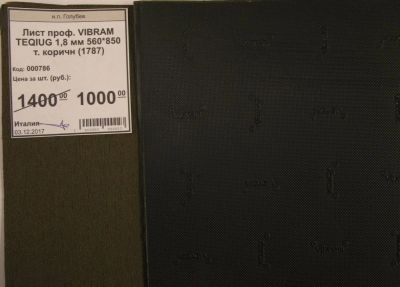 и.п. Голубев
Лист проф. VIBRAM
TEQIUG 1,8 мм 560*850
т. коричн (1787)
Код: 000786
Цена за шт. (руб.):
1400 00 1000 00
Италия
03.12.2017